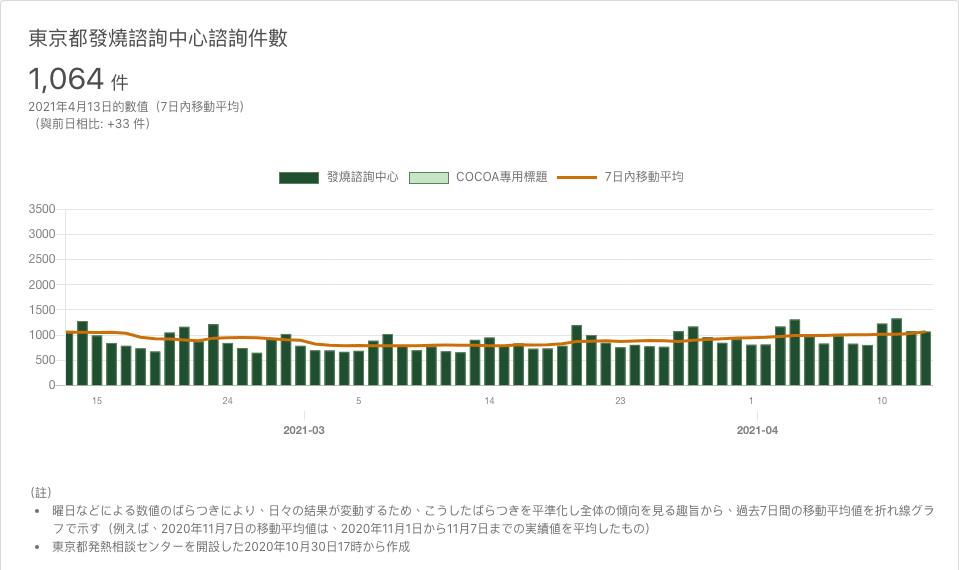 東京都發燒諮詢中心諮詢件數
1,064 件
2021年4月13日的數值（7日內移動平均）
（與前日相比: +33 件）
發燒諮詢中心 COCOA專用標題 7日內移動平均
3500
3000
2500
2000
1500
1000
500
0
15 24 5 14 23 1 10
2021-03 2021-04
（註）
• 曜日などによる数値のばらつきにより、日々の結果が変動するため、こうしたばらつきを平準化し全体の傾向を見る趣旨から、過去7日間の移動平均値を折れ線グラ
フで示す（例えば、2020年11月7日の移動平均値は、2020年11月1日から11月7日までの実績値を平均したもの）
• 東京都発熱相談センターを開設した2020年10月30日17時から作成